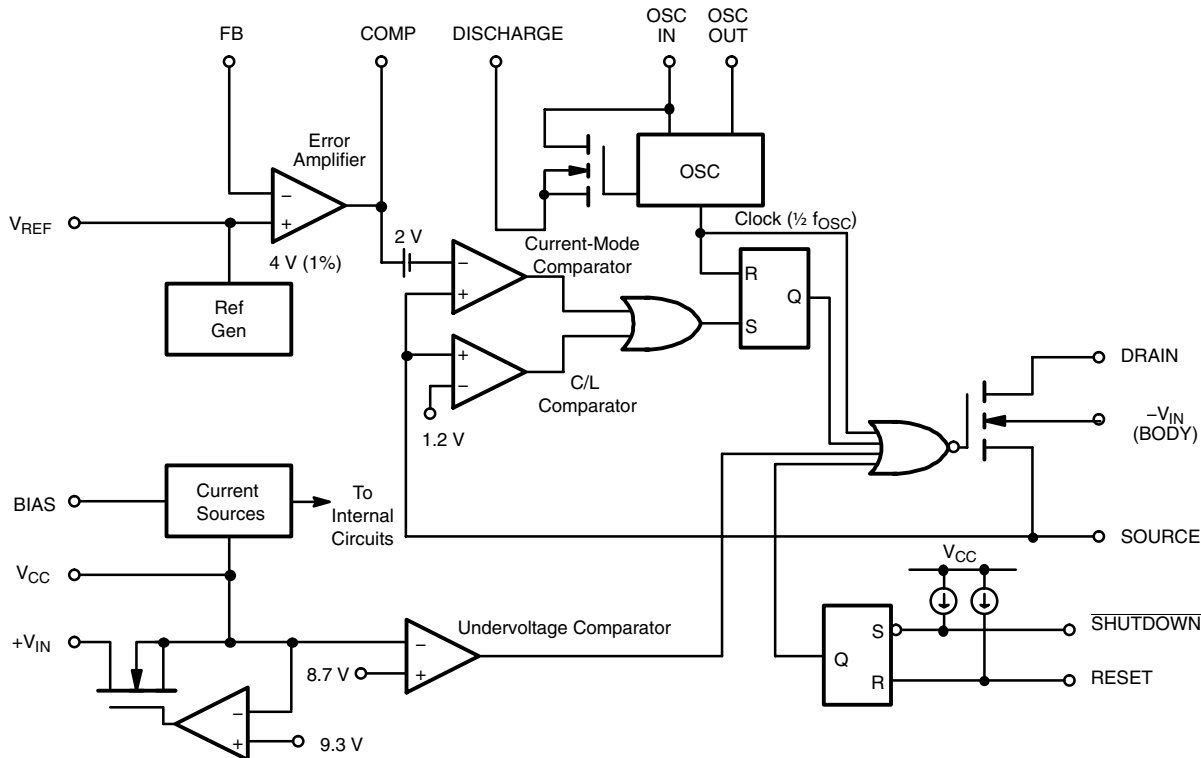 FB
COMP
DISCHARGE
OSC
IN
OSC
OUT
Error
Amplifier
OSC
−
+
VREF
4 V (1%)
2 V
Clock (½ fOSC)
Current-Mode
Comparator
−
+
R
Q
S
Ref
Gen
+
−
C/L
Comparator
1.2 V
DRAIN
−VIN
(BODY)
BIAS
Current
Sources
To
Internal
Circuits
SOURCE
VCC
VCC
+VIN
Undervoltage Comparator
−
+
8.7 V
S
Q
R
SHUTDOWN
RESET
−
+
9.3 V